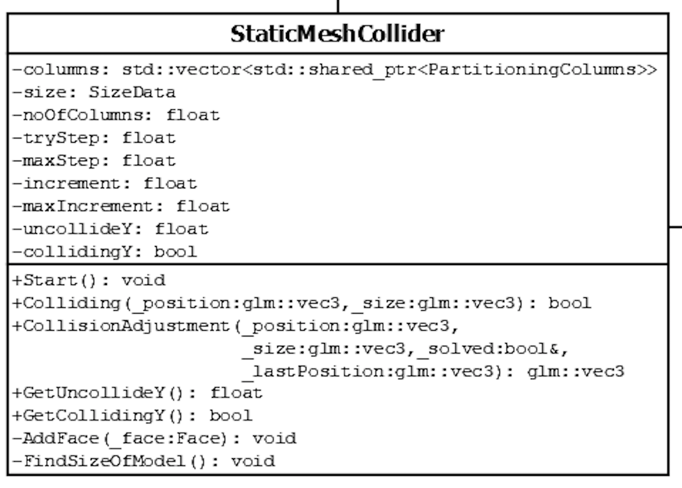 StaticMeshCollider
-columns: std::vector<std::shared_ptr<PartitioningColumns>>
-size: SizeData
-noOfColumns: float
-tryStep: float
-maxStep: float
-increment: float
-maxIncrement: float
-uncollideY: float
-collidingY: bool
+Start(): void
+Colliding(_position:glm::vec3,_size:glm::vec3): bool
+CollisionAdjustment(_position:glm::vec3,
_size:glm::vec3,_solved:bool&,
_lastPosition:glm::vec3): glm::vec3
+GetUncollideY(): float
+GetCollidingY(): bool
-AddFace(_face:Face): void
-FindSizeOfModel(): void